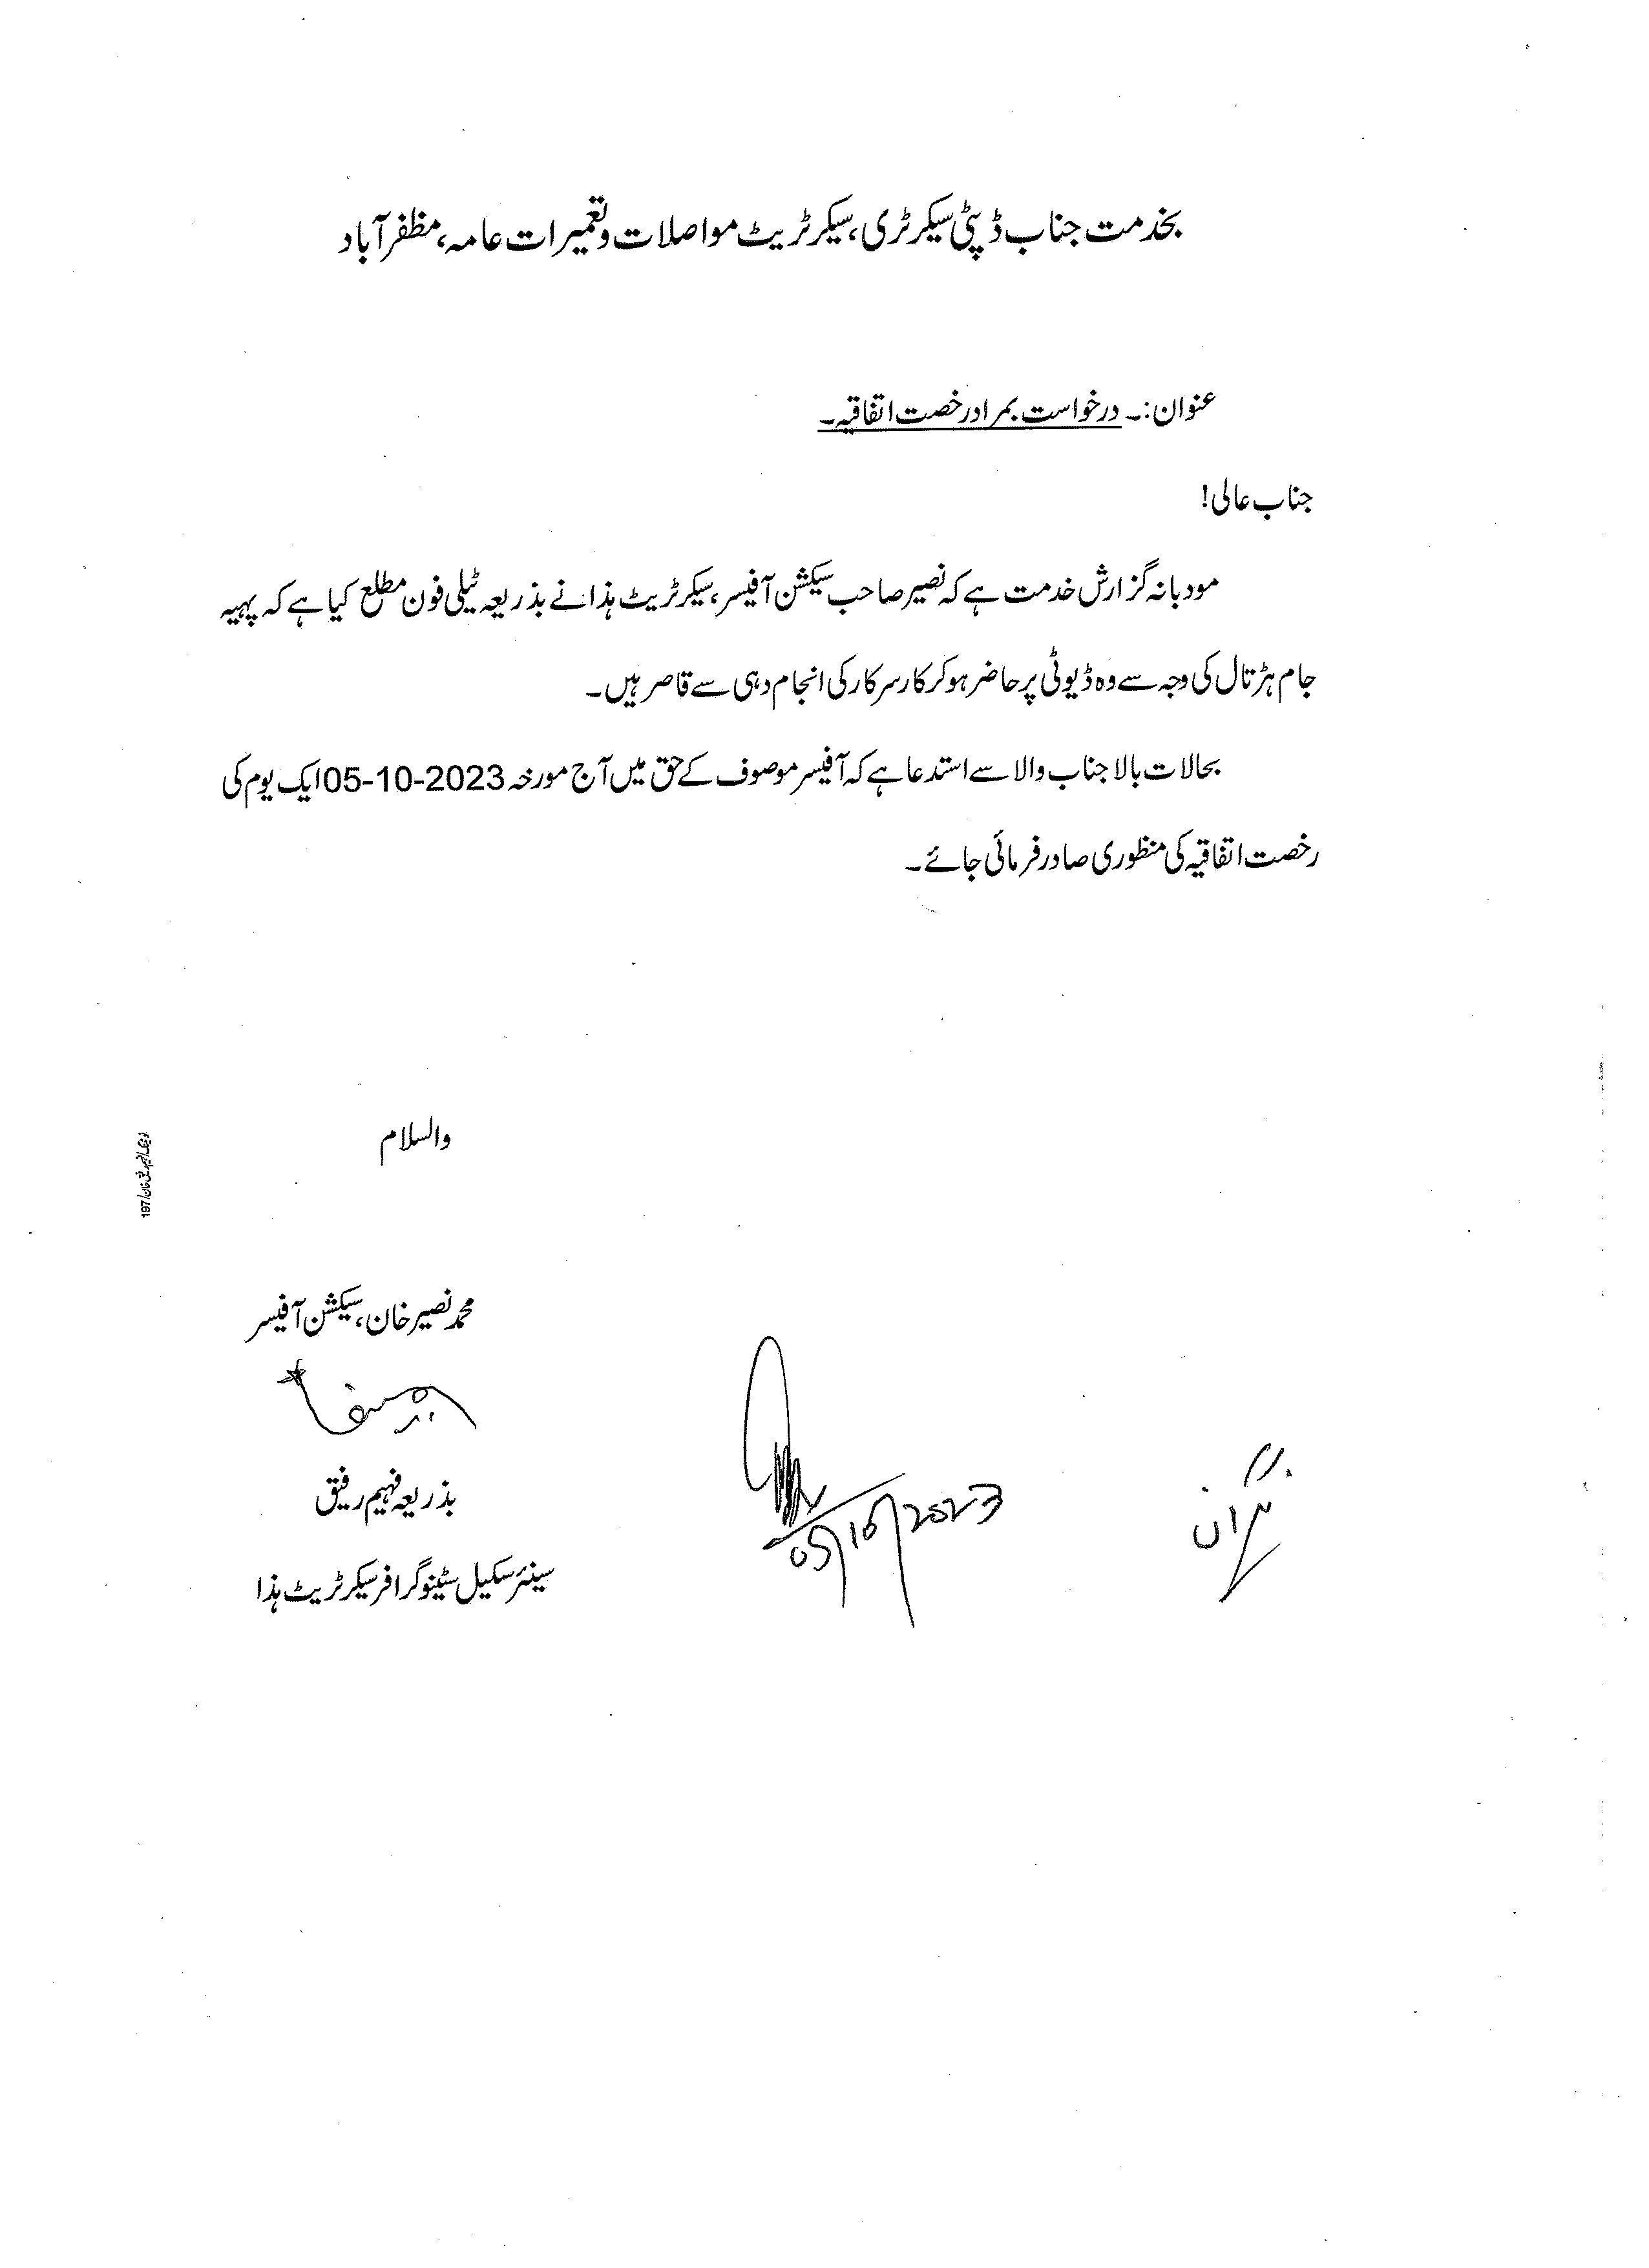 بخدمت جناب ڈپٹی سیکرٹری، سیکرٹریٹ مواصلات و تعمیرات عامہ، مظفرآباد
عنوان:۔ درخواست بمراد رخصت اتفاقیہ۔
جناب عالی!
مودبانہ گزارش خدمت ہے کہ نصیر صاحب سیکشن آفیسر، سیکرٹریٹ ہذا نے بذریعہ ٹیلی فون مطلع کیا ہے کہ پہیہ
جام ہڑتال کی وجہ سے وہ ڈیوٹی پر حاضر ہو کر کار سرکار کی انجام دہی سے قاصر ہیں۔
بحالات بالا جناب والا سے استدعا ہے کہ آفیسر موصوف کے حق میں آج مورخہ 05-10-2023 ایک یوم کی
رخصت اتفاقیہ کی منظوری صادر فرمائی جائے۔
والسلام
محمد نصیر خان، سیکشن آفیسر
بذریعہ فہیم رفیق
سینئر سکیل سٹینوگرافر سیکرٹریٹ ہذا
05/10/2023
197